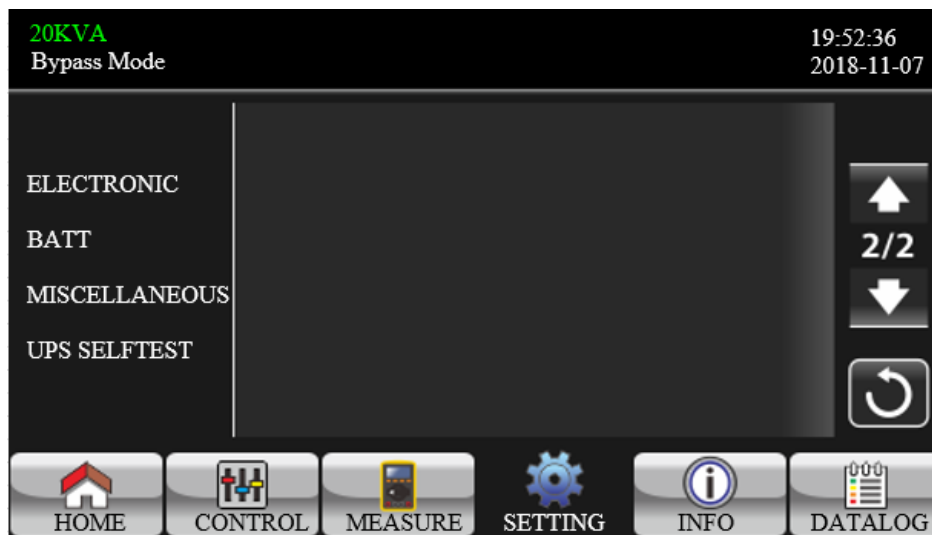 20KVA
Bypass Mode
19:52:36
2018-11-07
ELECTRONIC
BATT
MISCELLANEOUS
UPS SELFTEST
2/2
HOME
CONTROL
MEASURE
SETTING
INFO
DATALOG